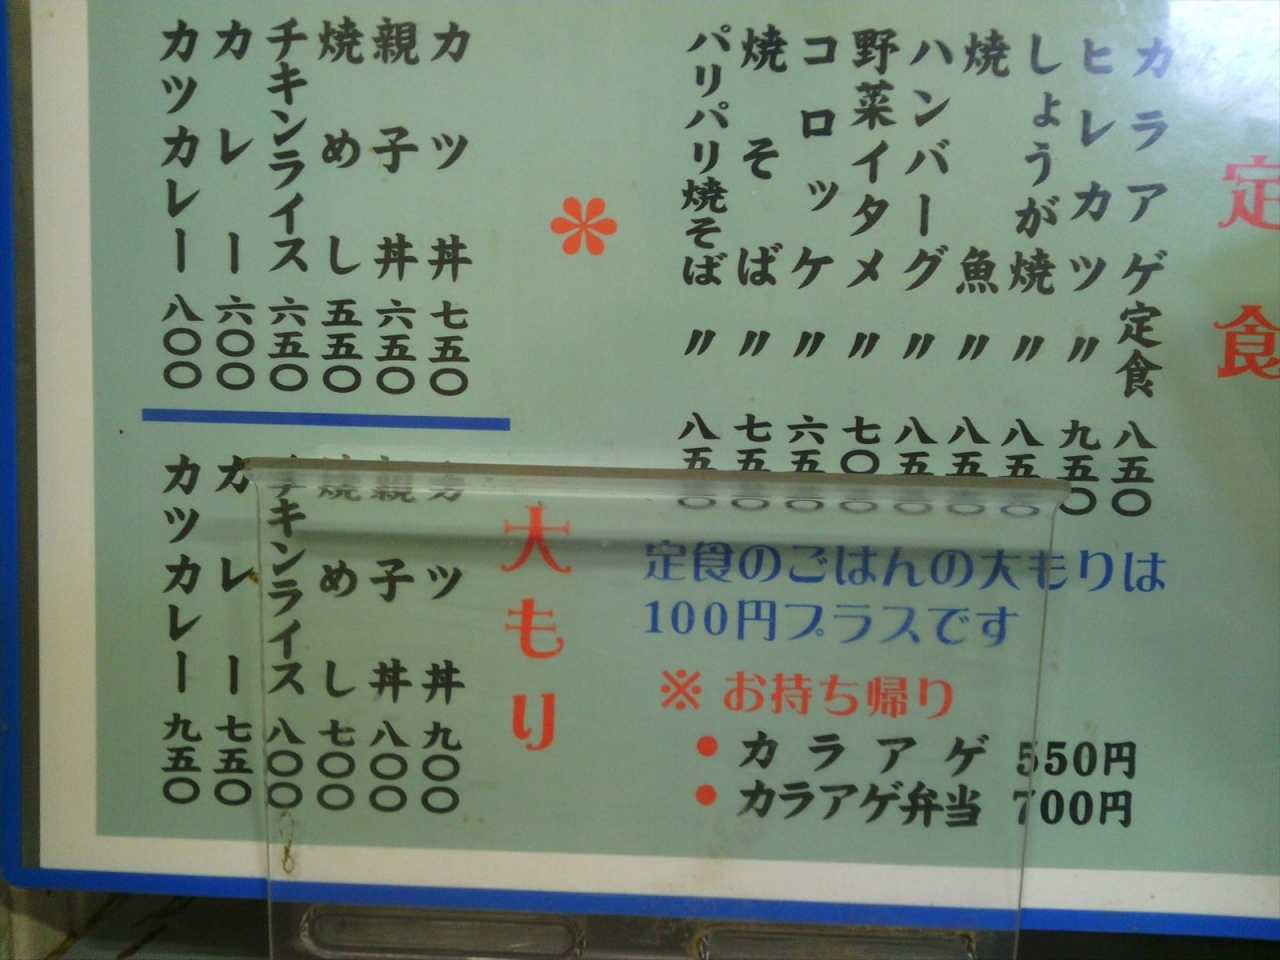 定食
カラアゲ定食 八五〇
ヒレカツ 〃 九五〇
しょうが焼 〃 八五〇
焼魚 〃 八五〇
ハンバーグ 〃 八五〇
野菜イタメ 〃 七〇〇
コロッケ 〃 六五〇
焼そば 〃 七五〇
パリパリ焼そば 〃 八五〇
定食のごはんの大もりは
100円プラスです
※お持ち帰り
●カラアゲ 550円
●カラアゲ弁当 700円
＊
カツ丼 七五〇
親子丼 六五〇
焼めし 五五〇
チキンライス 六五〇
カレー 六〇〇
カツカレー 八〇〇
大もり
カツ丼 九〇〇
親子丼 八〇〇
焼めし 七〇〇
チキンライス 八〇〇
カレー 七五〇
カツカレー 九五〇